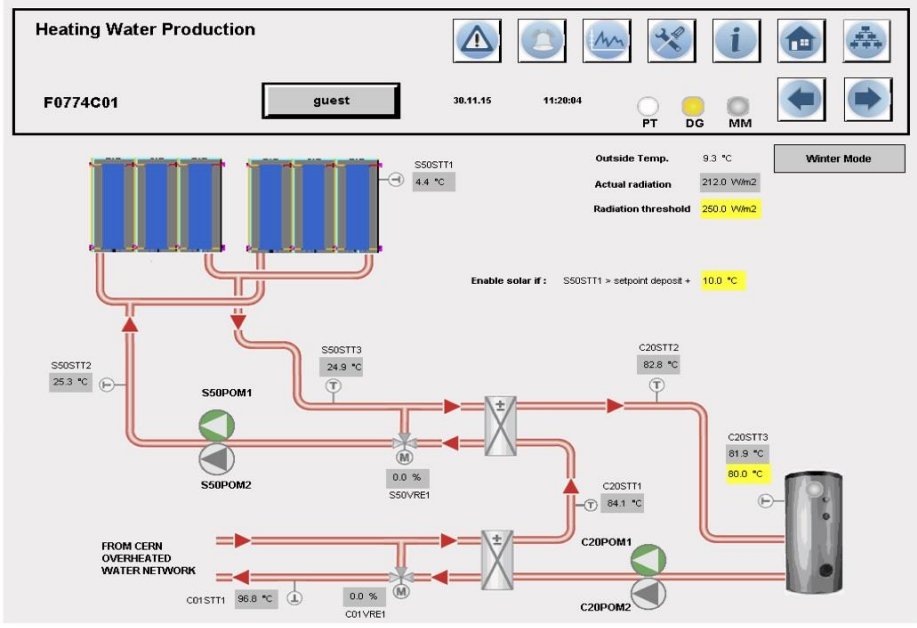 Heating Water Production
i
F0774C01
guest
30.11.15
11:20:04
PT
DG
MM
Outside Temp. 9.3 °C
Winter Mode
Actual radiation 212.0 W/m2
Radiation threshold 250.0 W/m2
S50STT1
4.4 °C
Enable solar if : S50STT1 > setpoint deposit + 10.0 °C
S50STT2
25.3 °C
S50STT3
24.9 °C
T
C20STT2
82.8 °C
T
S50POM1
S50POM2
M
0.0 %
S50VRE1
C20STT3
81.9 °C
80.0 °C
C20STT1
T 84.1 °C
FROM CERN
OVERHEATED
WATER NETWORK
C01STT1 96.8 °C
M
0.0 %
C01VRE1
C20POM1
C20POM2